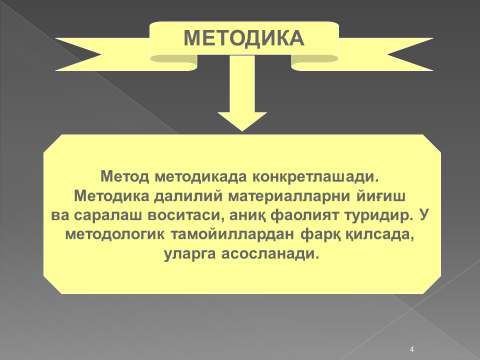 МЕТОДИКА
Метод методикада конкретлашади.
Методика далилий материалларни йиғиш
ва саралаш воситаси, аниқ фаолият туридир. У
методологик тамойиллардан фарқ қилсада,
уларга асосланади.
4